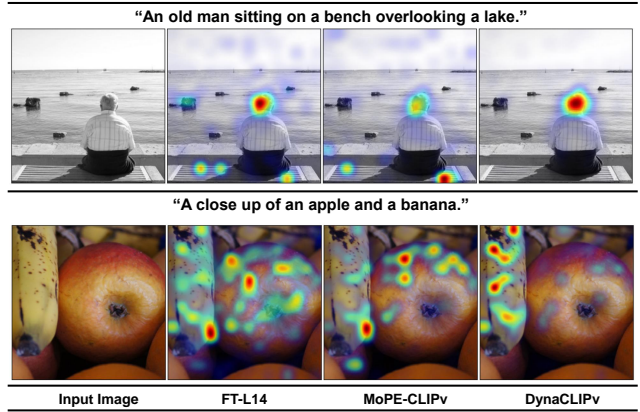 “An old man sitting on a bench overlooking a lake.”
“A close up of an apple and a banana.”
Input Image FT-L14 MoPE-CLIPv DynaCLIPv